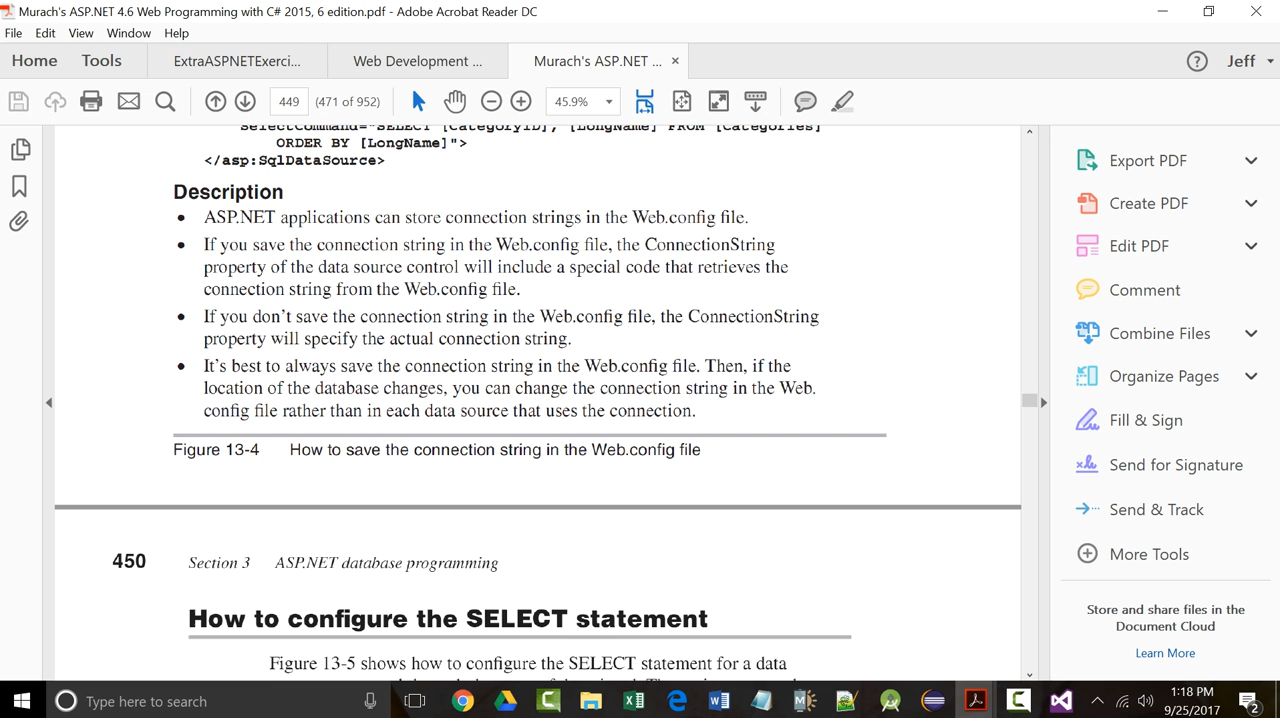 Murach's ASP.NET 4.6 Web Programming with C# 2015, 6 edition.pdf - Adobe Acrobat Reader DC
File Edit View Window Help
Home Tools ExtraASPNETExerci... Web Development ... Murach's ASP.NET ... × Jeff
449 (471 of 952) 45.9%
SelectCommand="SELECT [CategoryID], [LongName] FROM [Categories]
ORDER BY [LongName]">
</asp:SqlDataSource>
Description
• ASP.NET applications can store connection strings in the Web.config file.
• If you save the connection string in the Web.config file, the ConnectionString
property of the data source control will include a special code that retrieves the
connection string from the Web.config file.
• If you don't save the connection string in the Web.config file, the ConnectionString
property will specify the actual connection string.
• It's best to always save the connection string in the Web.config file. Then, if the
location of the database changes, you can change the connection string in the Web.
config file rather than in each data source that uses the connection.
Figure 13-4 How to save the connection string in the Web.config file
450 Section 3 ASP.NET database programming
How to configure the SELECT statement
Figure 13-5 shows how to configure the SELECT statement for a data
Export PDF
Create PDF
Edit PDF
Comment
Combine Files
Organize Pages
Fill & Sign
Send for Signature
Send & Track
More Tools
Store and share files in the
Document Cloud
Learn More
Type here to search
1:18 PM
9/25/2017
2